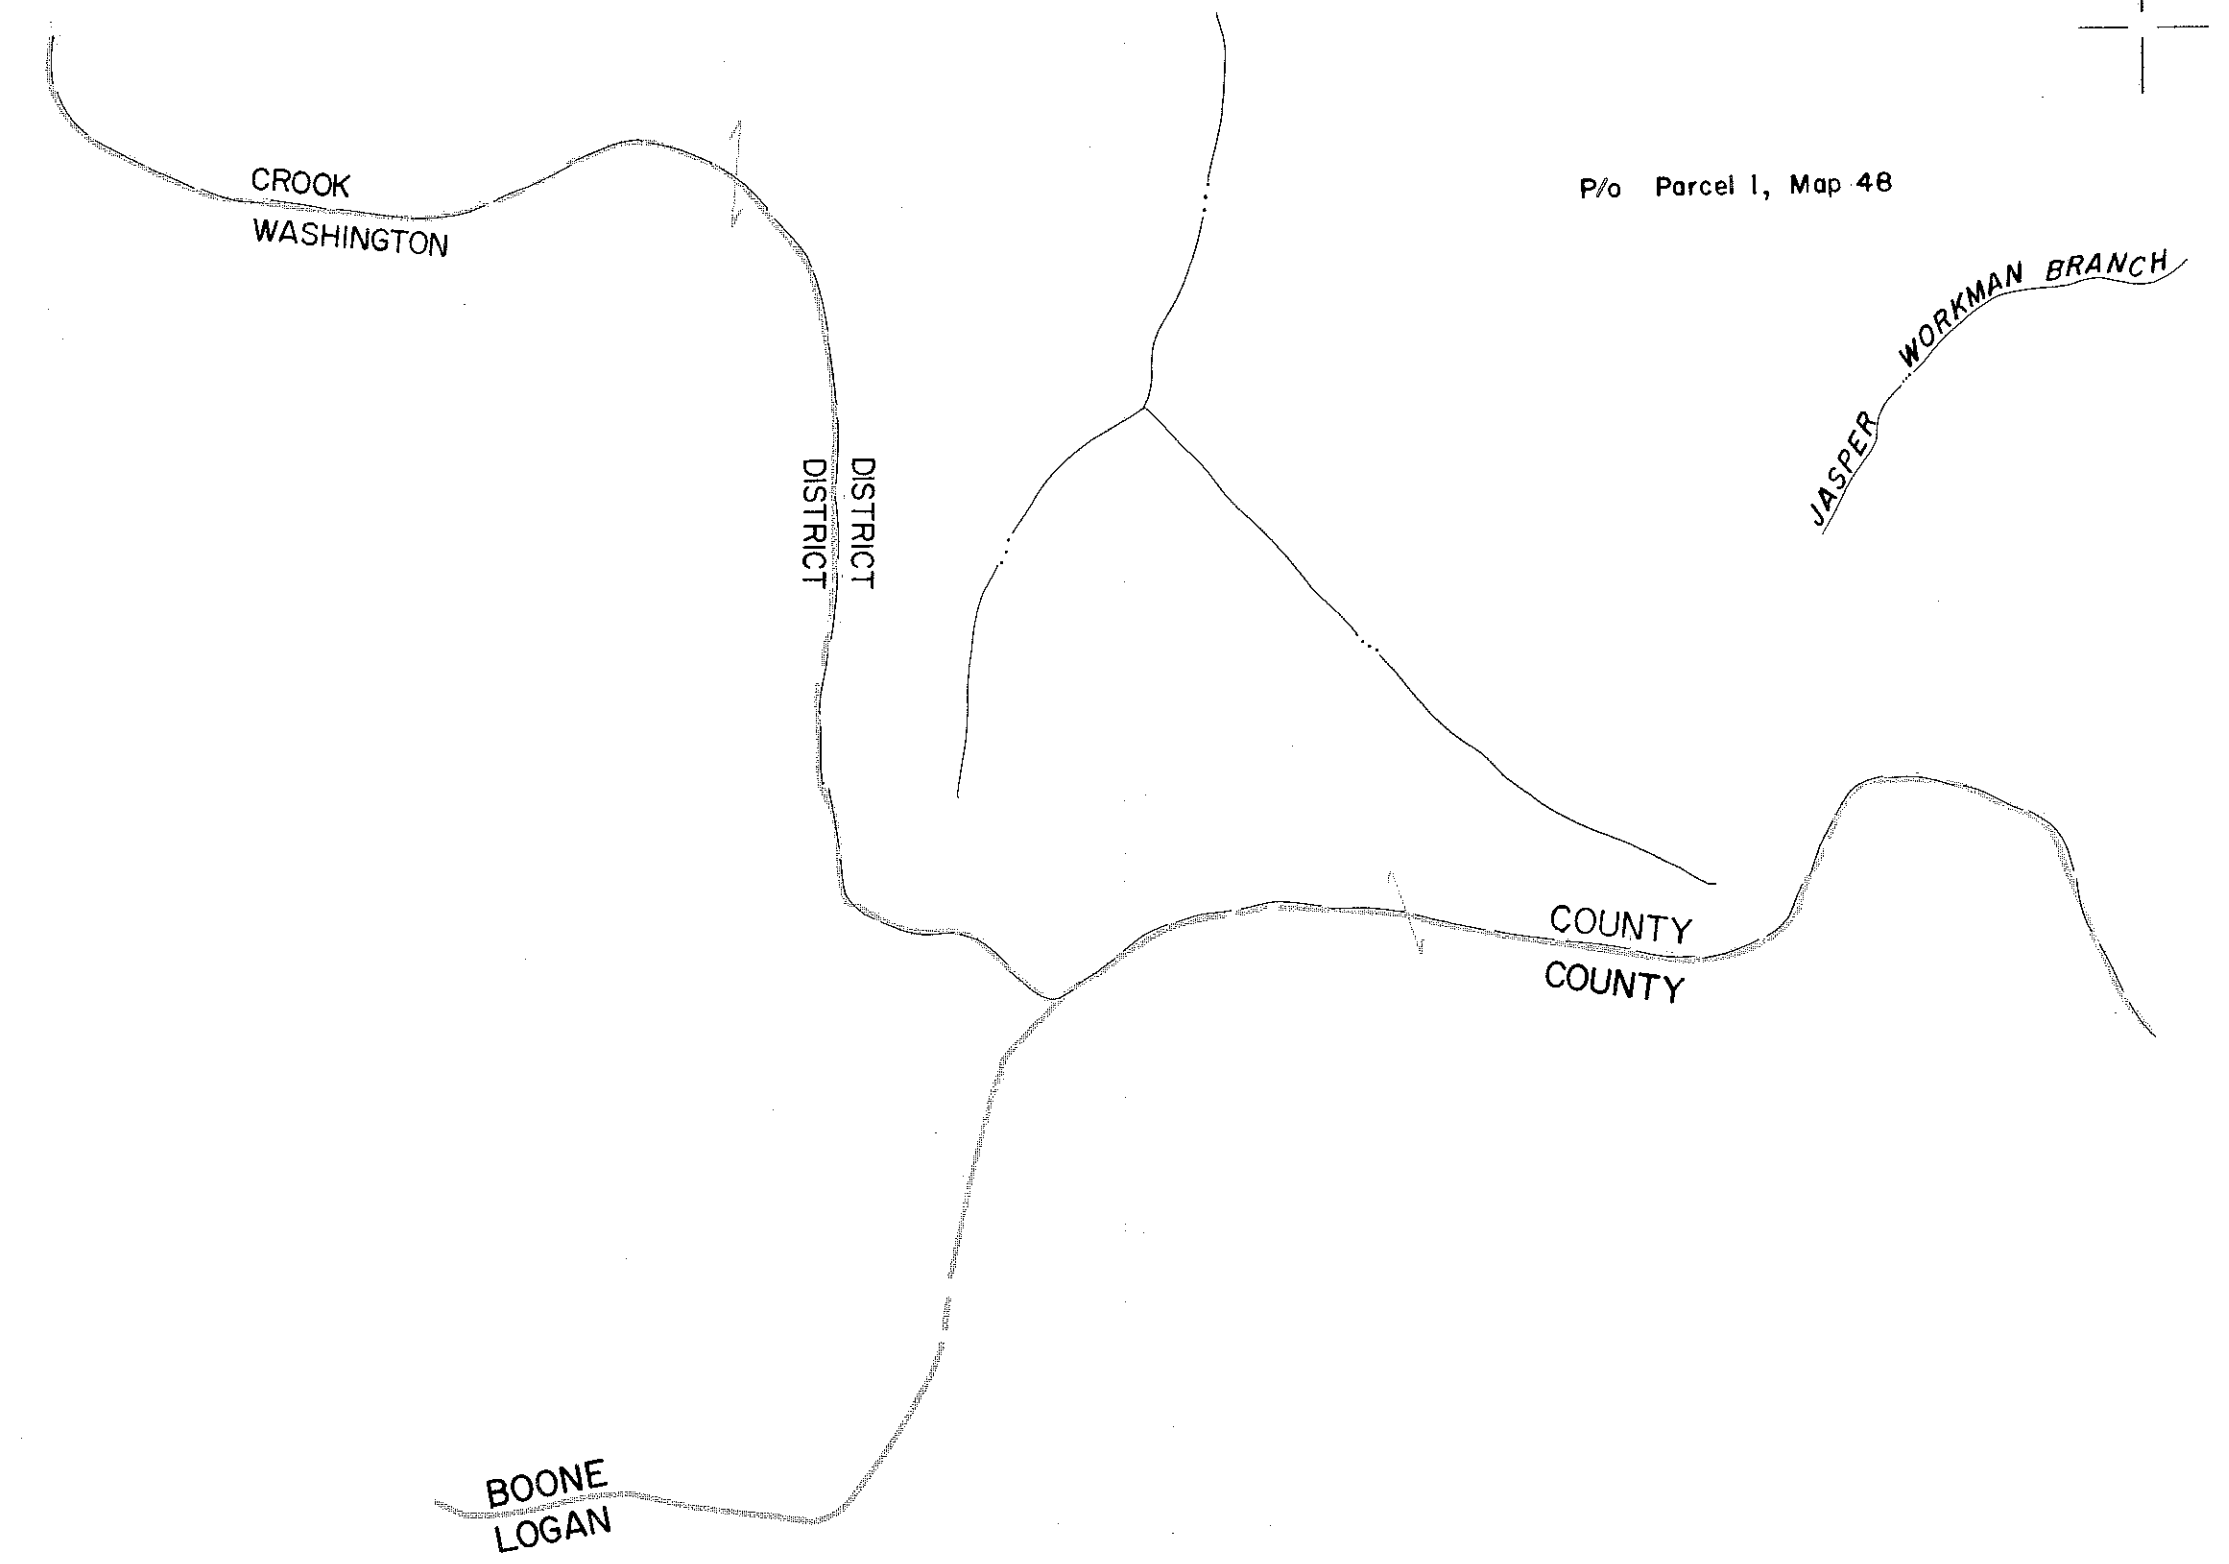 CROOK
WASHINGTON
P/o Parcel 1, Map 48
JASPER WORKMAN BRANCH
DISTRICT
DISTRICT
COUNTY
COUNTY
BOONE
LOGAN